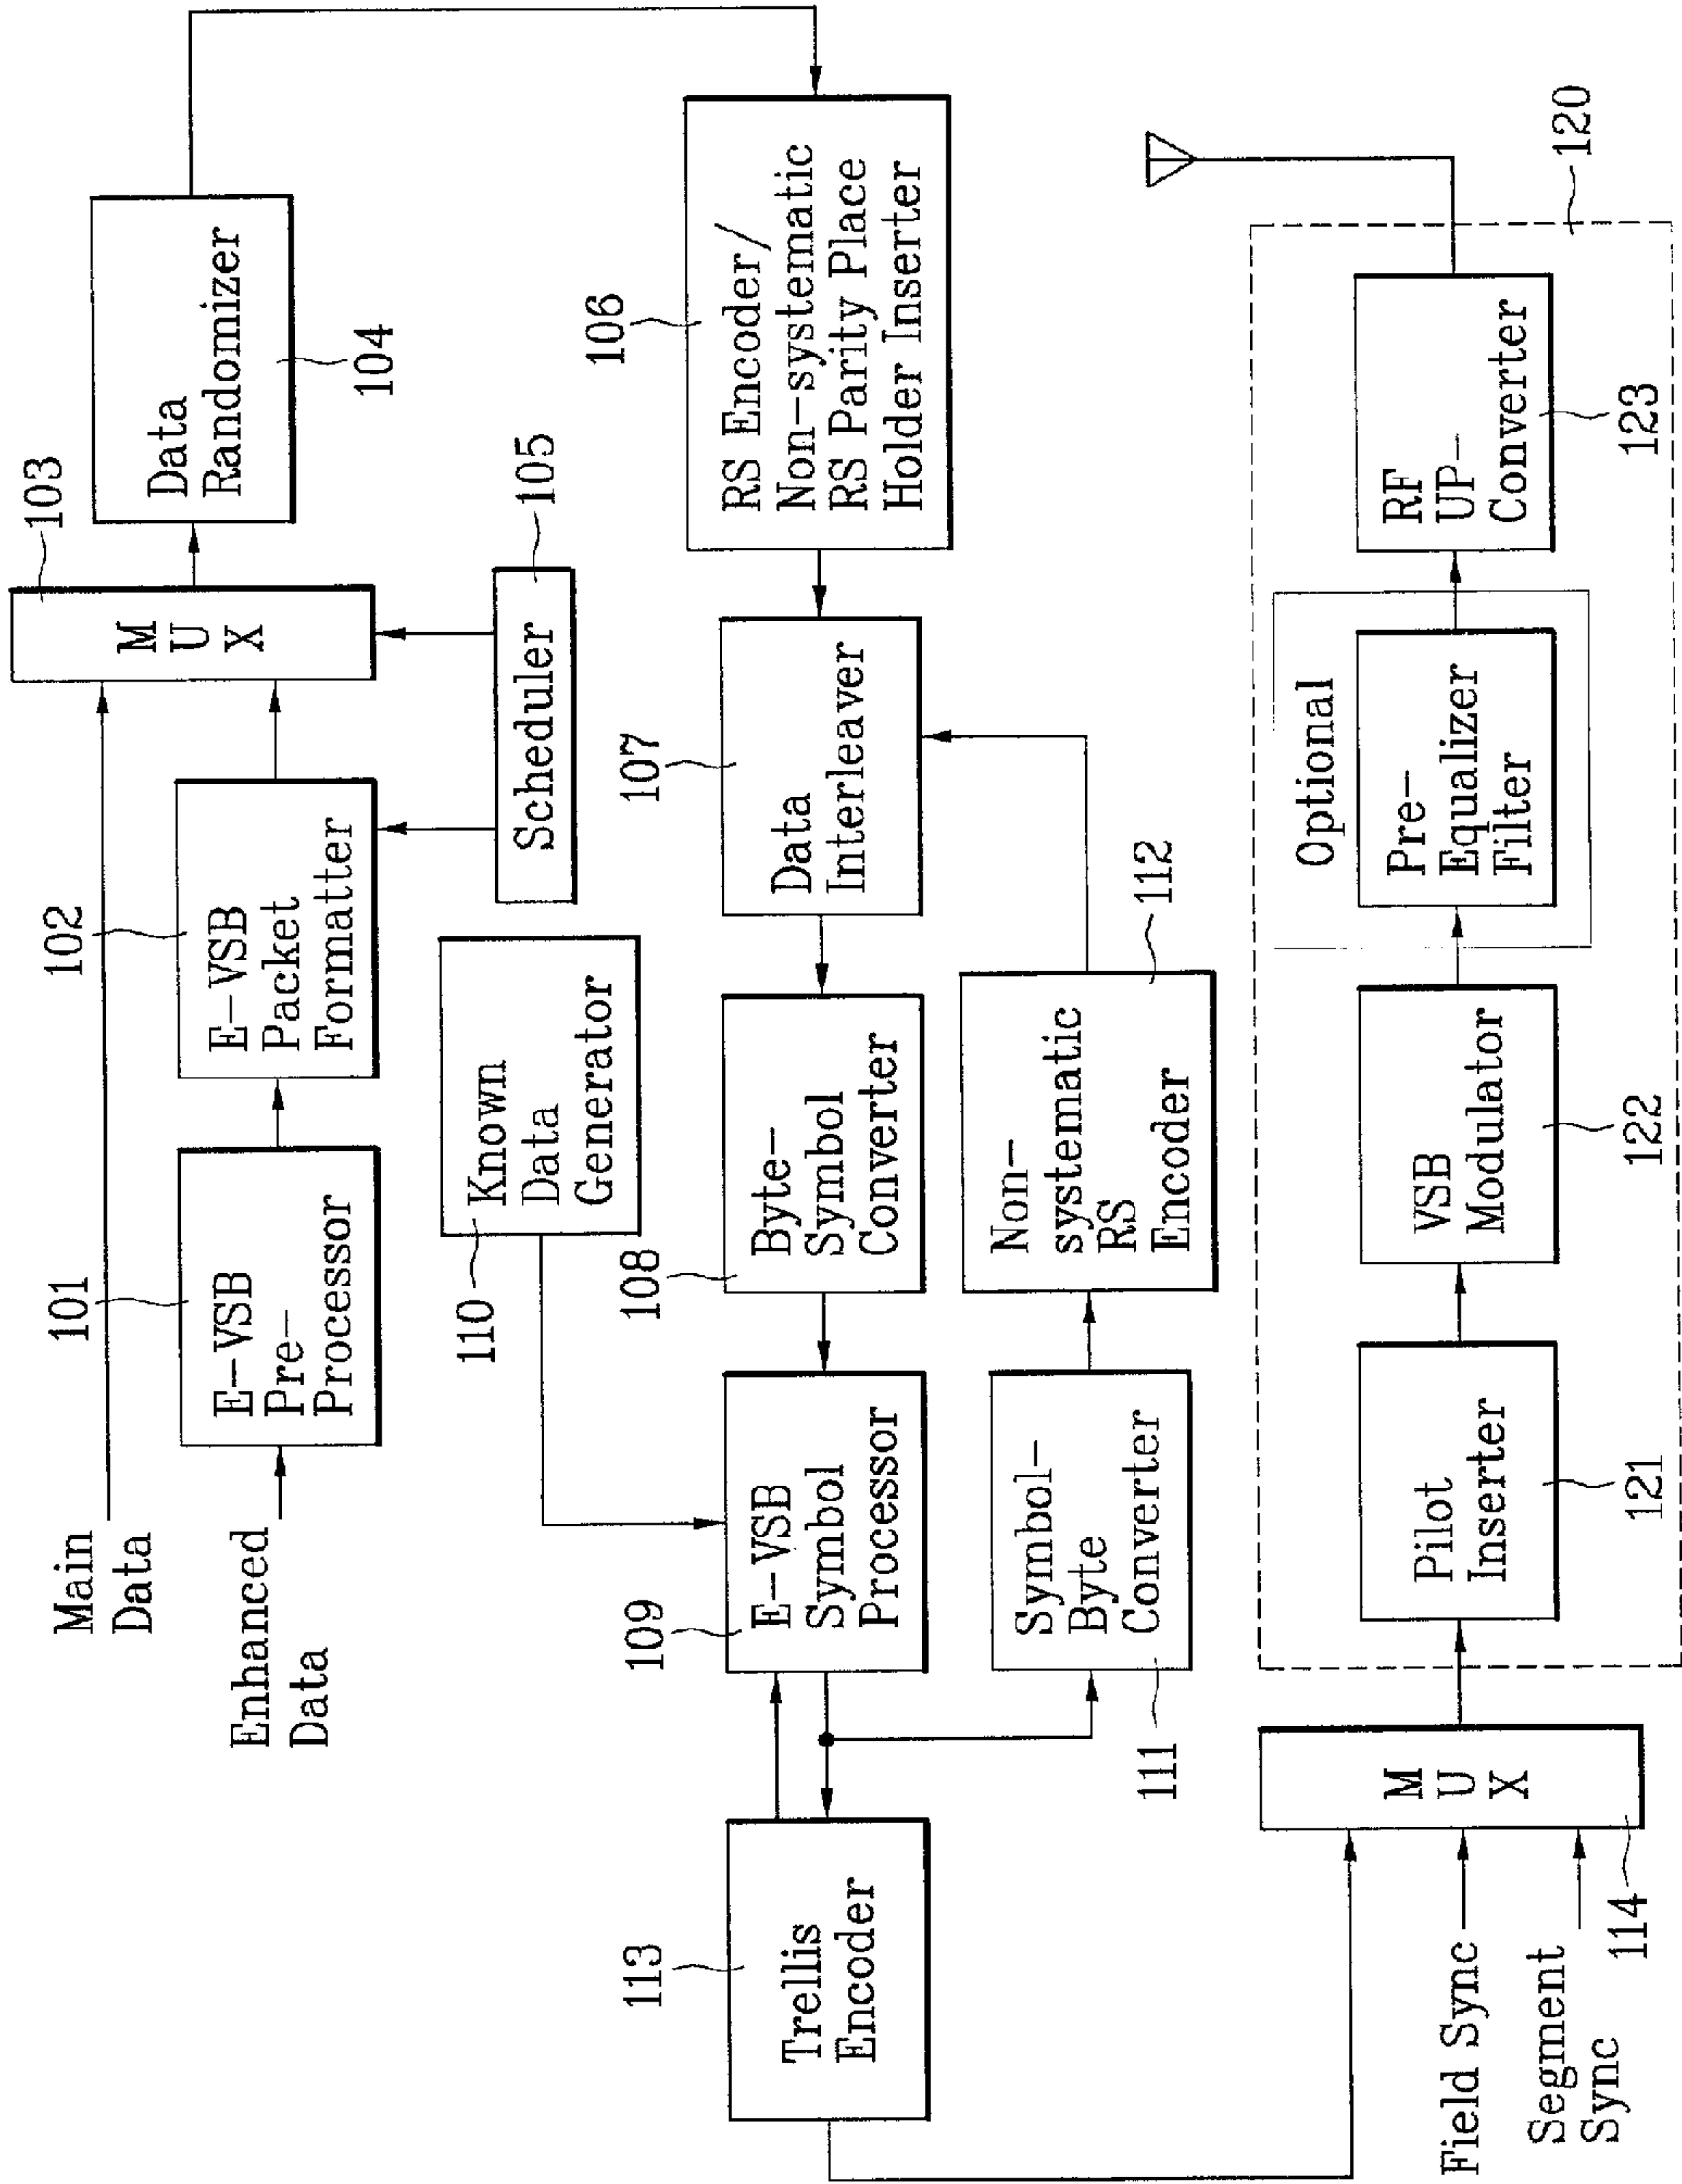 Main
Data
Enhanced
Data
101
E-VSB
Pre-
Processor
102
E-VSB
Packet
Formatter
103
M
U
X
Data
Randomizer
104
Scheduler
105
110
Known
Data
Generator
106
RS Encoder/
Non-systematic
RS Parity Place
Holder Inserter
107
Data
Interleaver
108
Byte-
Symbol
Converter
109
E-VSB
Symbol
Processor
113
Trellis
Encoder
111
Symbol-
Byte
Converter
112
Non-
systematic
RS
Encoder
Field Sync
Segment
Sync
114
M
U
X
Pilot
Inserter
121
VSB
Modulator
122
Optional
Pre-
Equalizer
Filter
RF
UP-
Converter
123
120